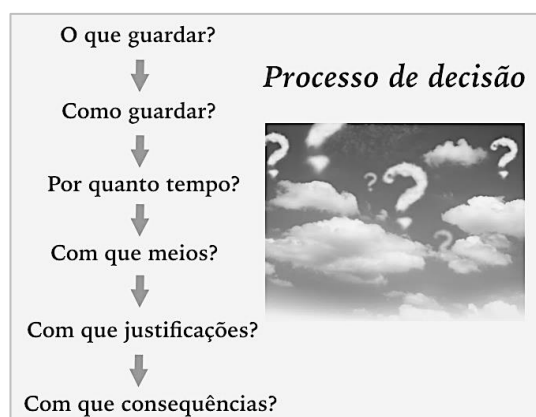 O que guardar?
Processo de decisão
Como guardar?
Por quanto tempo?
Com que meios?
Com que justificações?
Com que consequências?